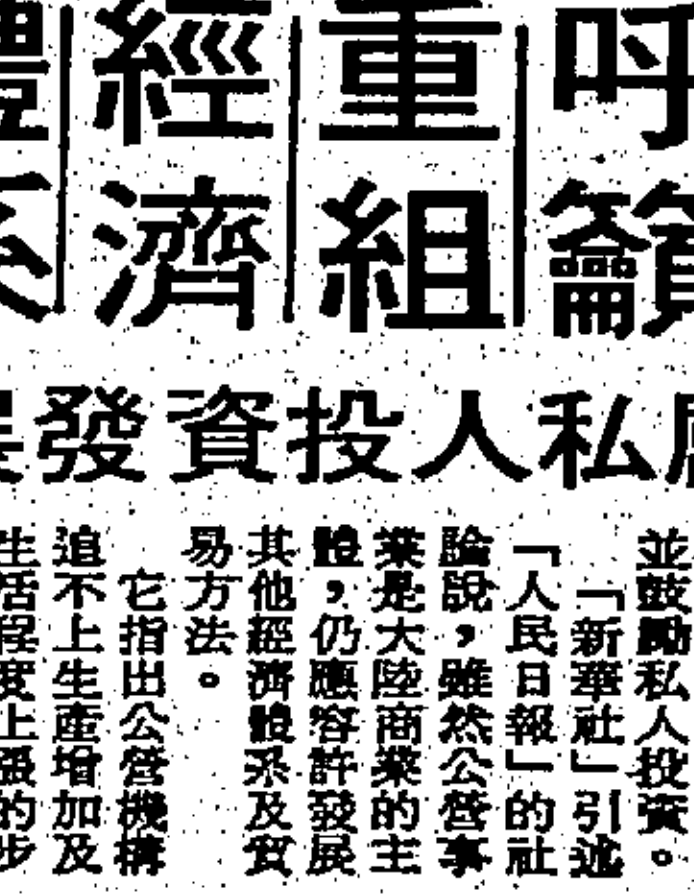 呼籲
重組
經濟
體系
私人投資發展
並鼓勵私人投資。
「新華社」引述
「人民日報」的社
論說，雖然公營事
業是大陸商業的主
體，仍應容許發展
其他經濟體系及貿
易方法。
它指出公營機構
追不上生產增加及
生活程度上漲的步